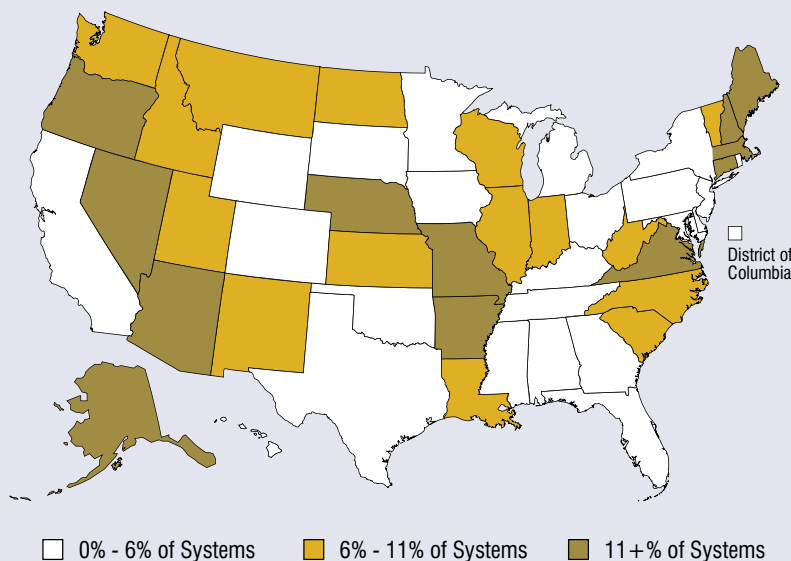 District of
Columbia
0% - 6% of Systems
6% - 11% of Systems
11+% of Systems